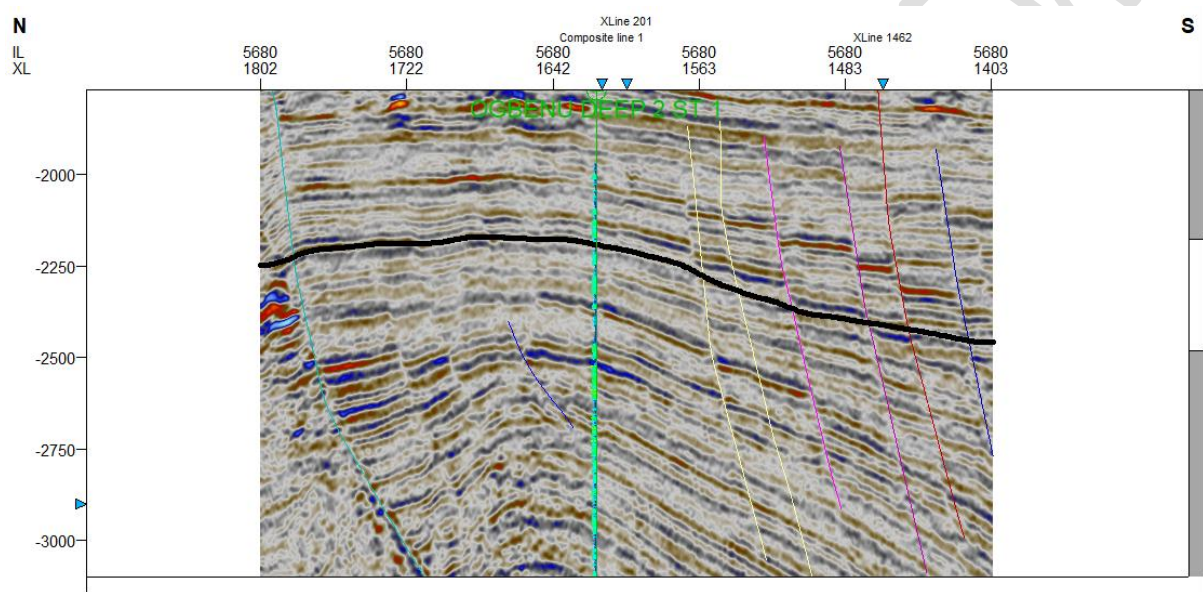 N
XLine 201
S
Composite line 1
XLine 1462
IL 5680 5680 5680 5680 5680 5680
XL 1802 1722 1642 1563 1483 1403
OGBENU DEEP 2 ST 1
-2000
-2250
-2500
-2750
-3000